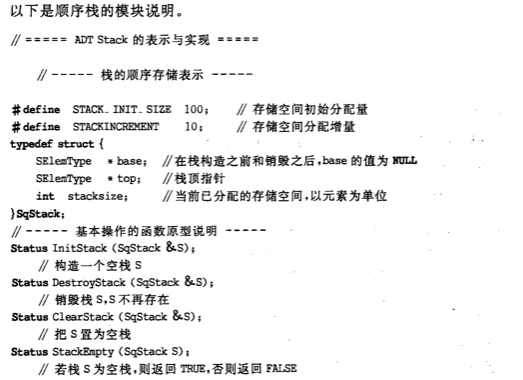 以下是顺序栈的模块说明。
// ===== ADT Stack 的表示与实现 =====
// ----- 栈的顺序存储表示 -----
#define STACK_INIT_SIZE 100; // 存储空间初始分配量
#define STACKINCREMENT 10; // 存储空间分配增量
typedef struct {
SElemType *base; //在栈构造之前和销毁之后,base 的值为 NULL
SElemType *top; //栈顶指针
int stacksize; //当前已分配的存储空间,以元素为单位
}SqStack;
// ----- 基本操作的函数原型说明 -----
Status InitStack (SqStack &S);
// 构造一个空栈 S
Status DestroyStack (SqStack &S);
// 销毁栈 S,S 不再存在
Status ClearStack (SqStack &S);
// 把 S 置为空栈
Status StackEmpty (SqStack S);
// 若栈 S 为空栈,则返回 TRUE,否则返回 FALSE